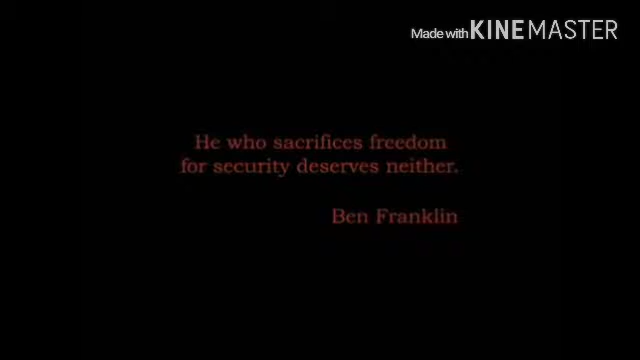 Made with KINEMASTER
He who sacrifices freedom
for security deserves neither.
Ben Franklin